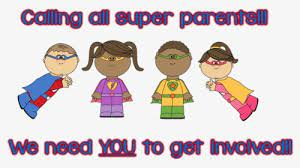 Calling all super parents!!!
We need YOU to get involved!!!